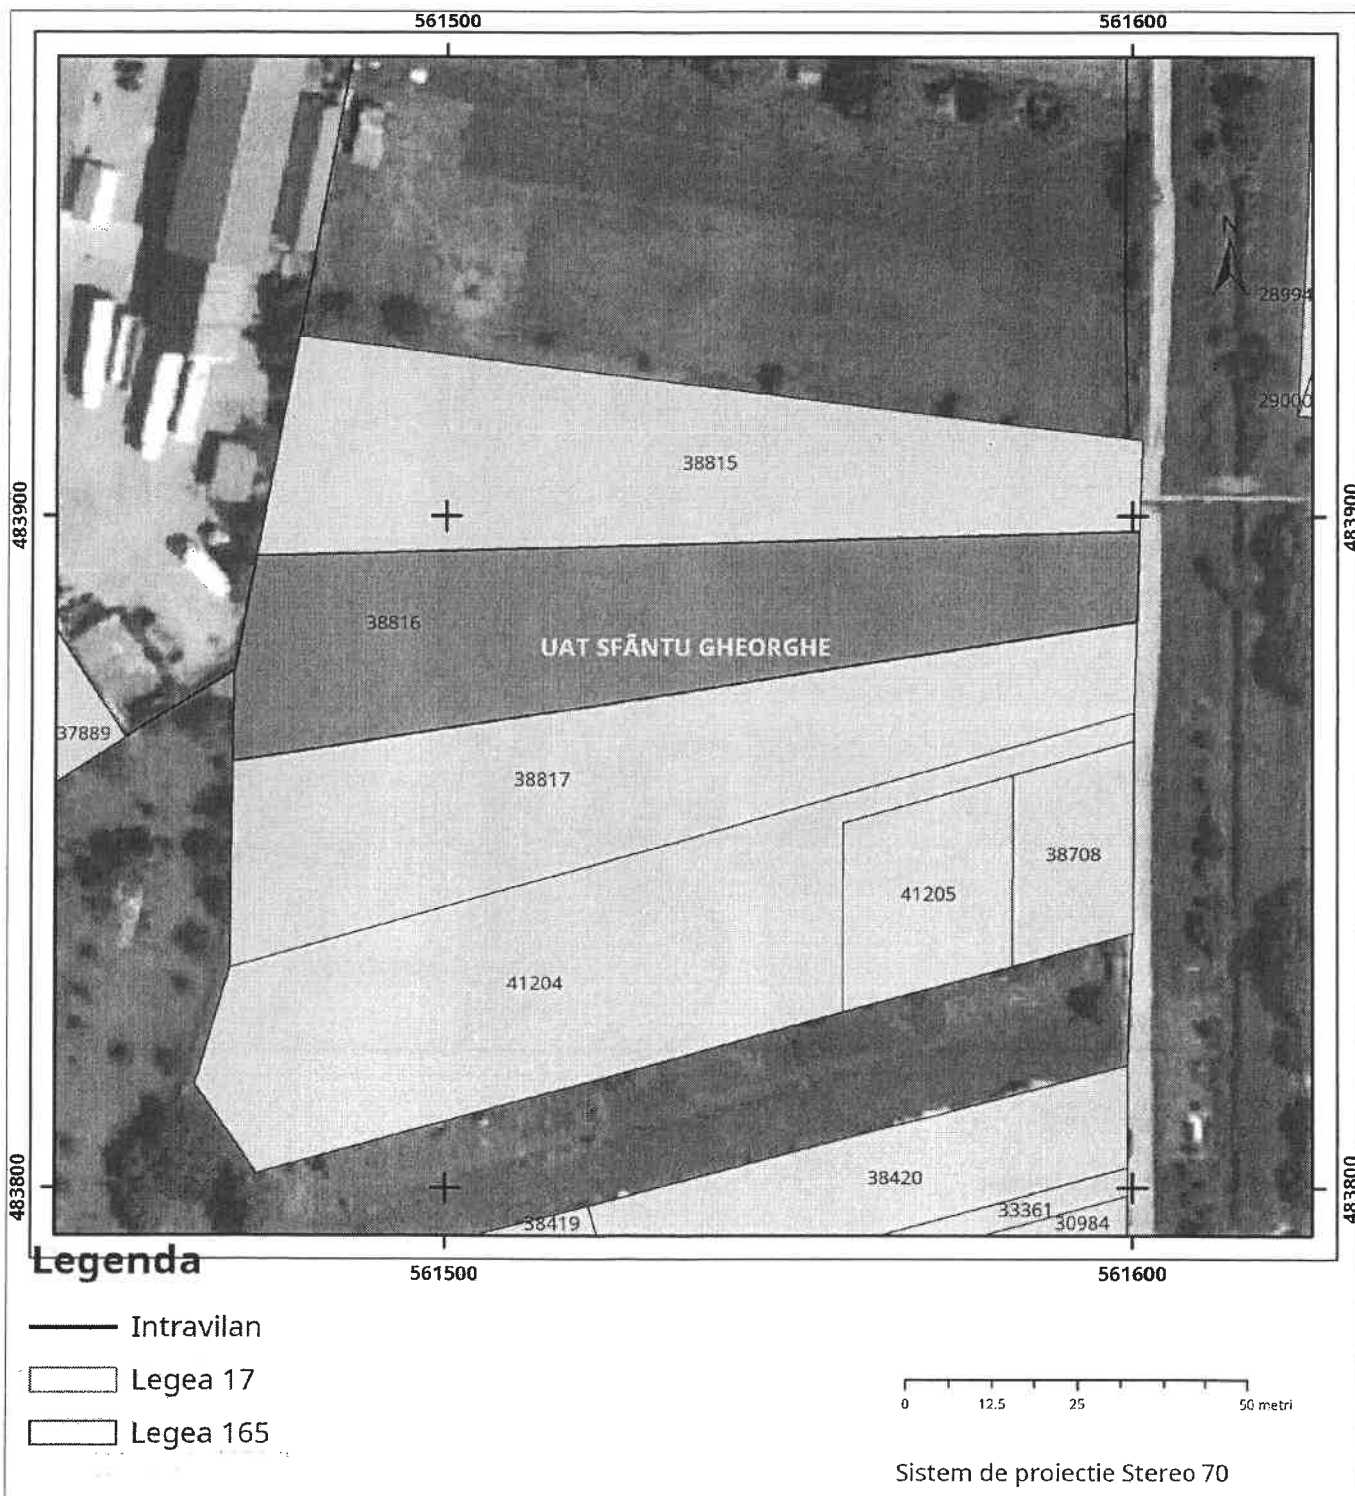 561500 561600
N
28994
29000
38815
483900 483900
38816
UAT SFÂNTU GHEORGHE
37889
38817
38708
41205
41204
38420
483800 483800
33361
38419 30984
Legenda
561500 561600
Intravilan
Legea 17
Legea 165
0 12.5 25 50 metri
Sistem de proiectie Stereo 70